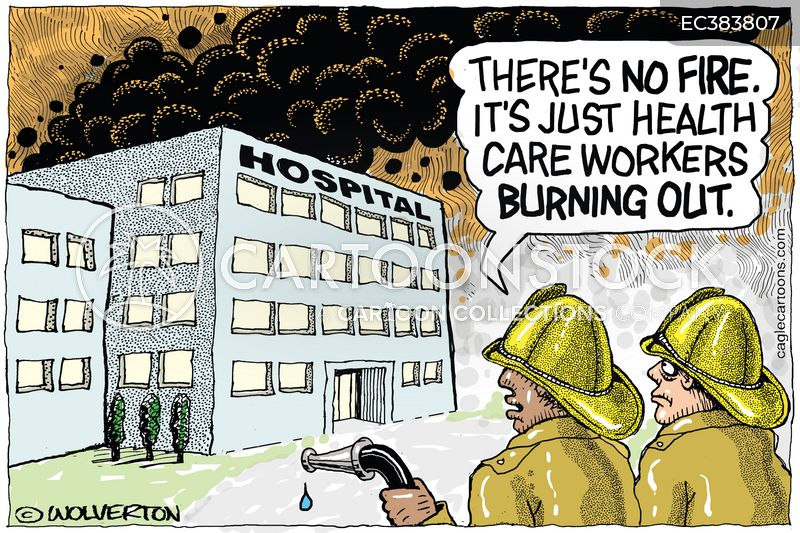 EC383807
THERE'S NO FIRE.
IT'S JUST HEALTH
CARE WORKERS
BURNING OUT.
HOSPITAL
CARTOONSTOCK
CARTOON COLLECTIONS
caglecartoons.com
© WOLVERTON